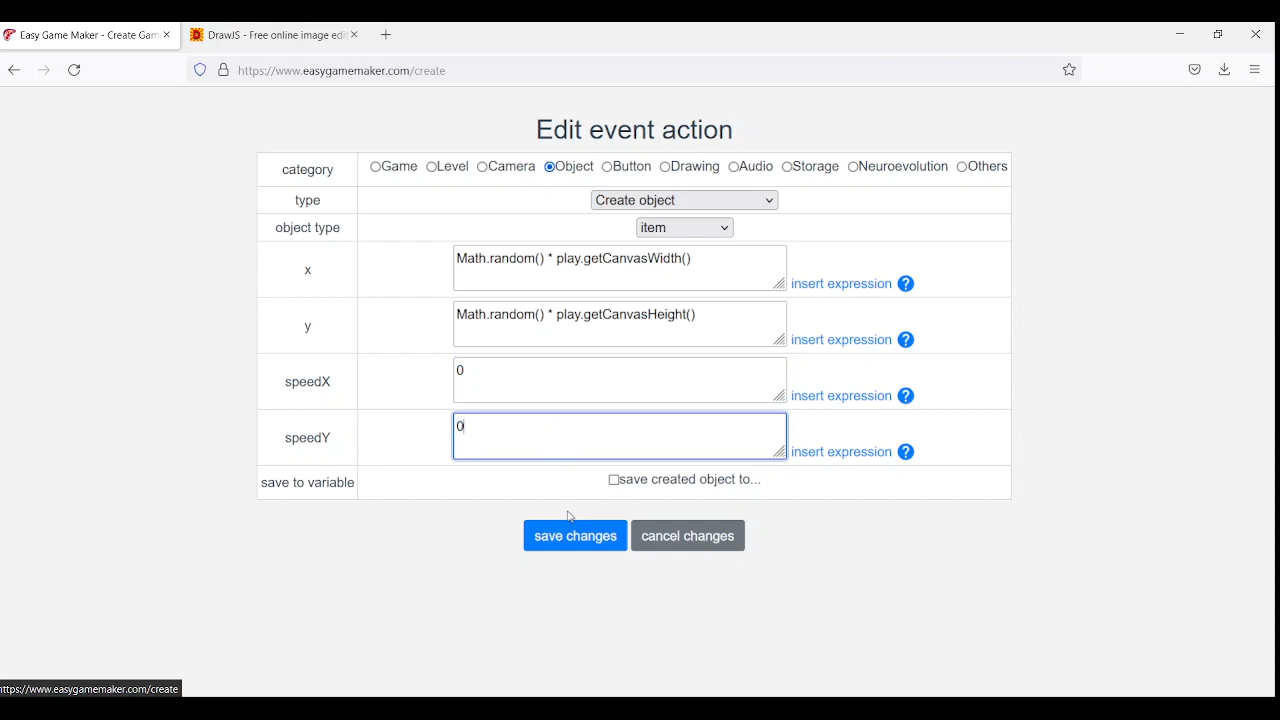 Easy Game Maker - Create Gam
DrawJS - Free online image edi
https://www.easygamemaker.com/create
Edit event action
category
Game Level Camera Object Button Drawing Audio Storage Neuroevolution Others
type
Create object
object type
item
x
Math.random() * play.getCanvasWidth()
insert expression ?
y
Math.random() * play.getCanvasHeight()
insert expression ?
speedX
0
insert expression ?
speedY
0
insert expression ?
save to variable
save created object to...
save changes
cancel changes
https://www.easygamemaker.com/create